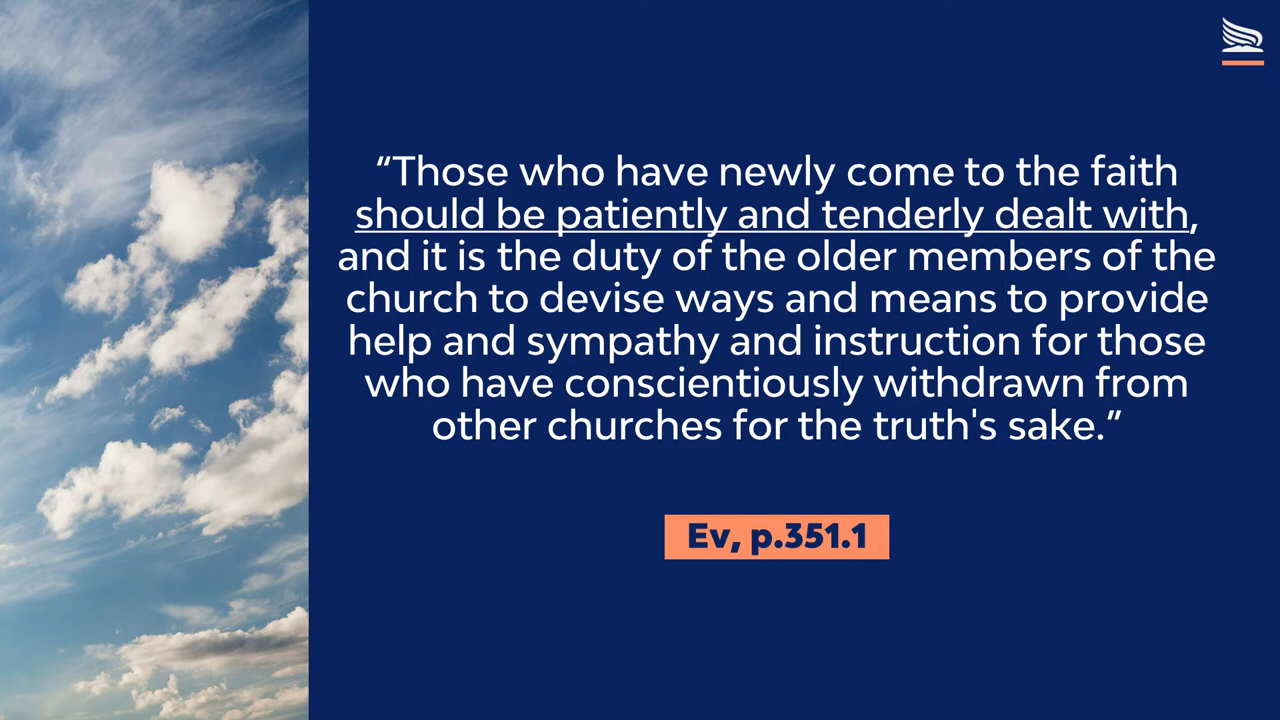 “Those who have newly come to the faith
should be patiently and tenderly dealt with,
and it is the duty of the older members of the
church to devise ways and means to provide
help and sympathy and instruction for those
who have conscientiously withdrawn from
other churches for the truth's sake.”
Ev, p.351.1